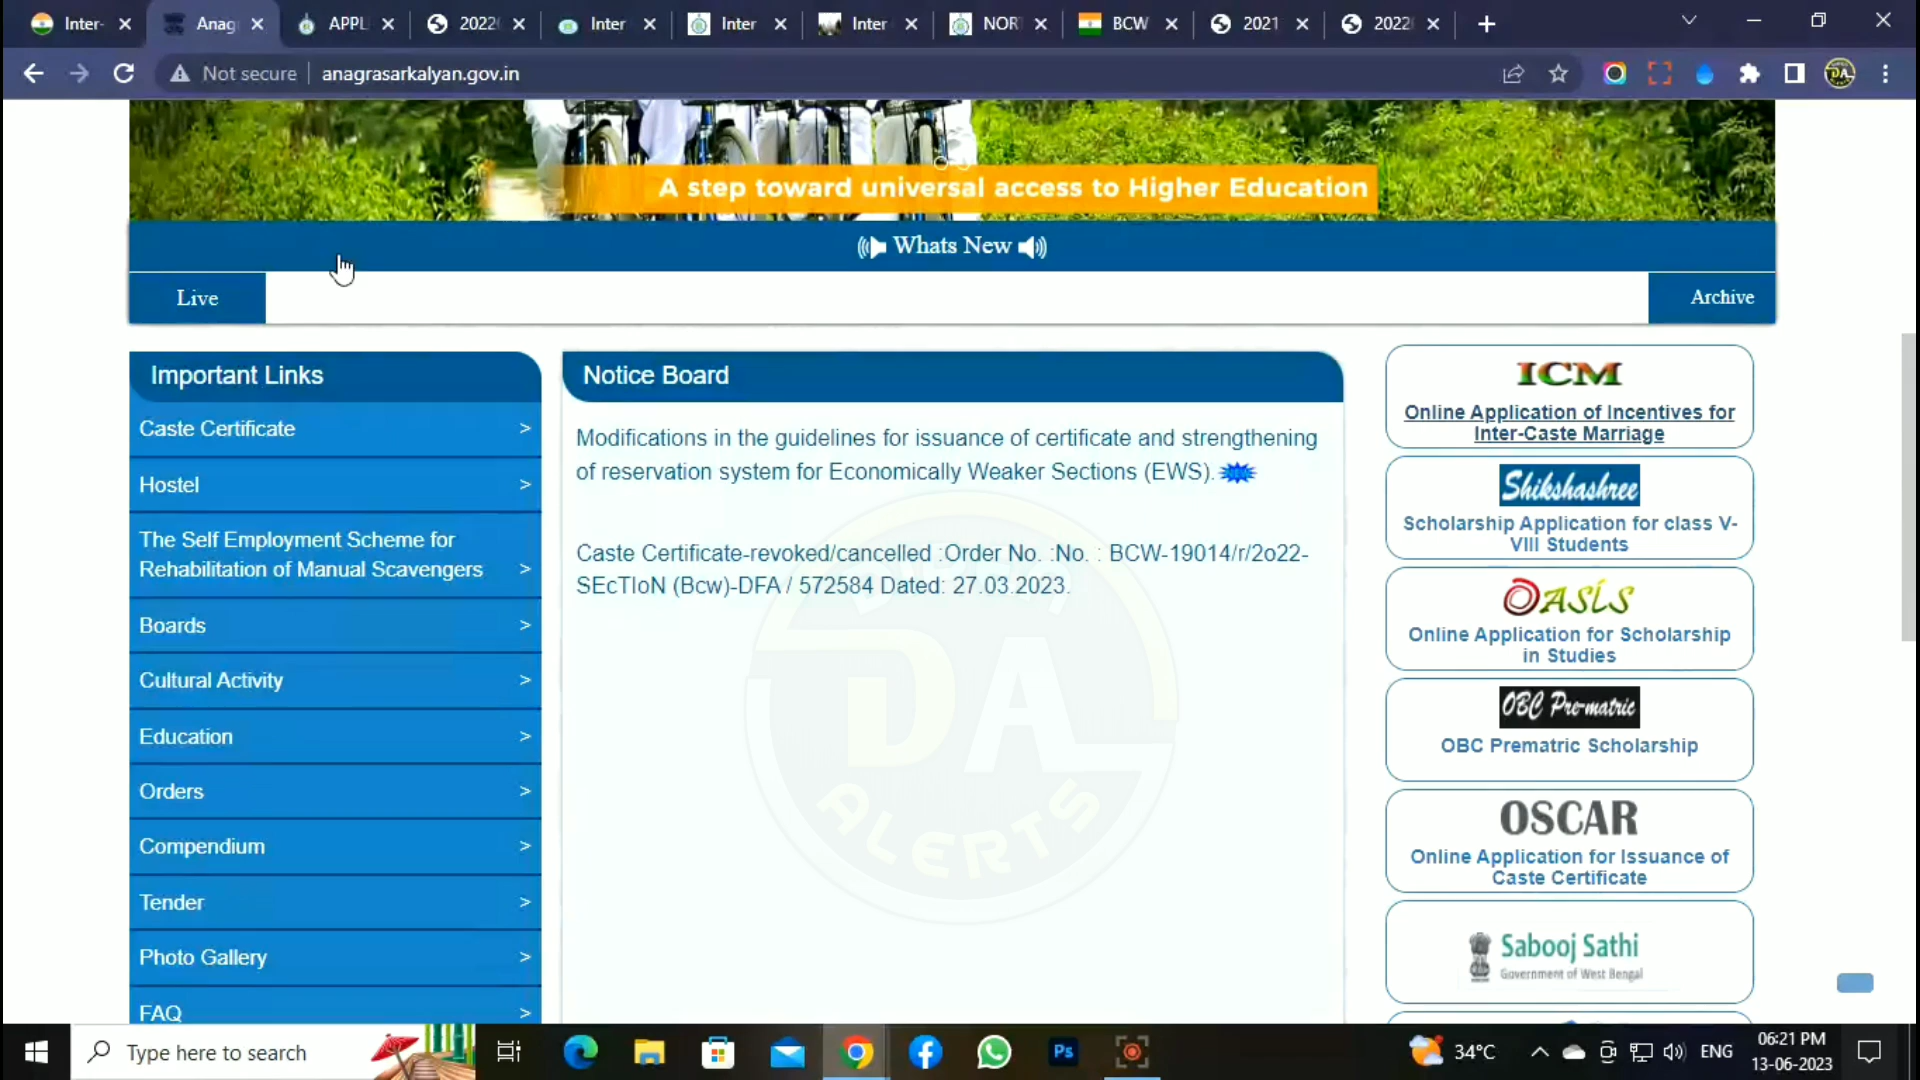 Inter-
Anag
APPL
2022
Inter
Inter
Inter
NOR
BCW
2021
2022
Not secure
anagrasarkalyan.gov.in
A step toward universal access to Higher Education
Whats New
Live
Archive
Important Links
Caste Certificate >
Hostel >
The Self Employment Scheme for
Rehabilitation of Manual Scavengers >
Boards >
Cultural Activity >
Education >
Orders >
Compendium >
Tender >
Photo Gallery >
FAQ >
Notice Board
Modifications in the guidelines for issuance of certificate and strengthening
of reservation system for Economically Weaker Sections (EWS).
Caste Certificate-revoked/cancelled :Order No. :No. : BCW-19014/r/2o22-
SEcTIoN (Bcw)-DFA / 572584 Dated: 27.03.2023.
DA
ALERTS
ICM
Online Application of Incentives for
Inter-Caste Marriage
Shikshashree
Scholarship Application for class V-
VIII Students
OASIS
Online Application for Scholarship
in Studies
OBC Pre-matric
OBC Prematric Scholarship
OSCAR
Online Application for Issuance of
Caste Certificate
Sabooj Sathi
Government of West Bengal
Type here to search
Ps
34°C
ENG
06:21 PM
13-06-2023